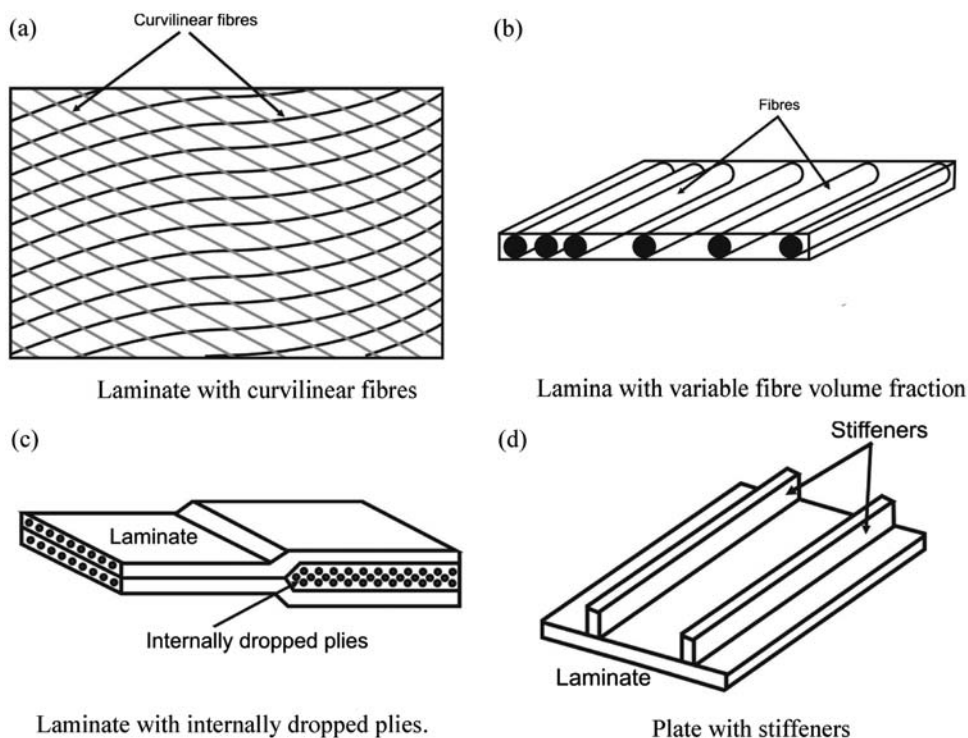 (a)
Curvilinear fibres
Laminate with curvilinear fibres
(b)
Fibres
Lamina with variable fibre volume fraction
(c)
Laminate
Internally dropped plies
Laminate with internally dropped plies.
(d)
Stiffeners
Laminate
Plate with stiffeners